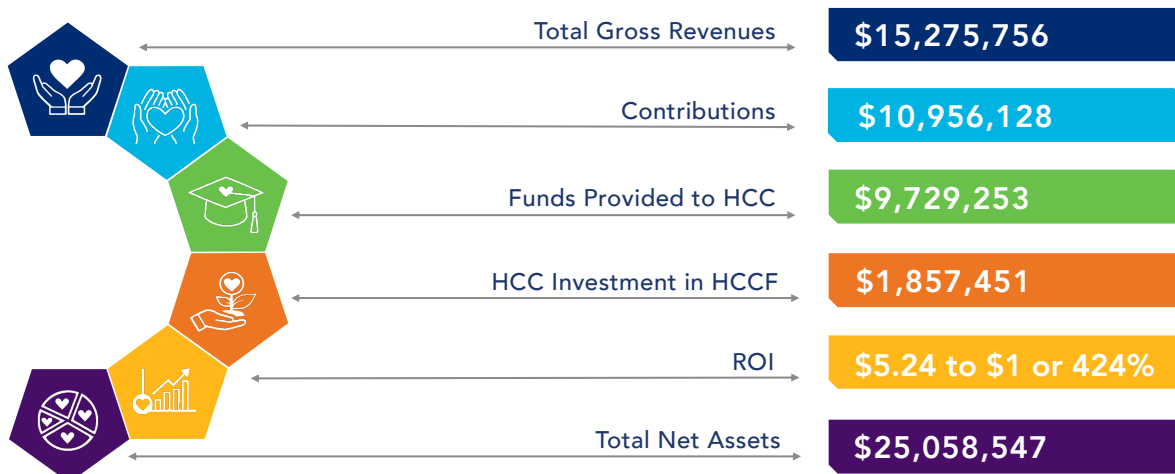 Total Gross Revenues $15,275,756
Contributions $10,956,128
Funds Provided to HCC $9,729,253
HCC Investment in HCCF $1,857,451
ROI $5.24 to $1 or 424%
Total Net Assets $25,058,547